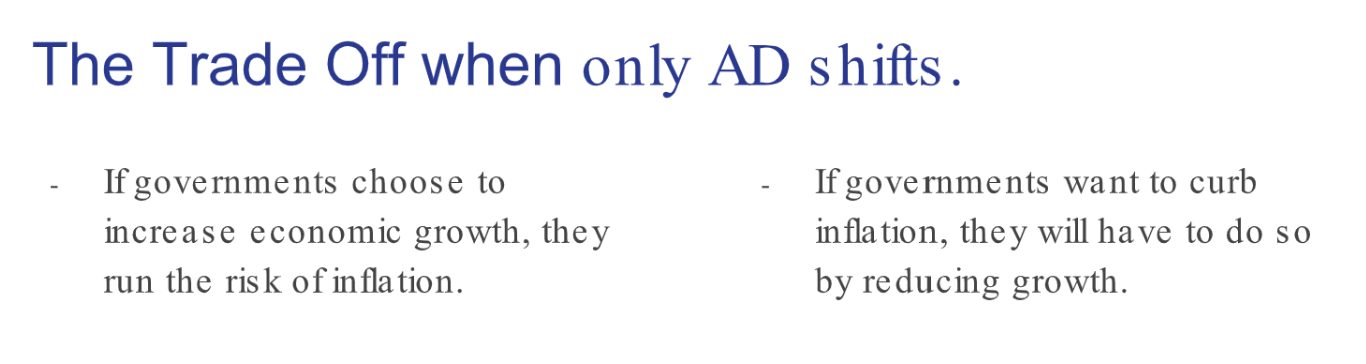 The Trade Off when only AD shifts.
- If governments choose to
increase economic growth, they
run the risk of inflation.
- If governments want to curb
inflation, they will have to do so
by reducing growth.